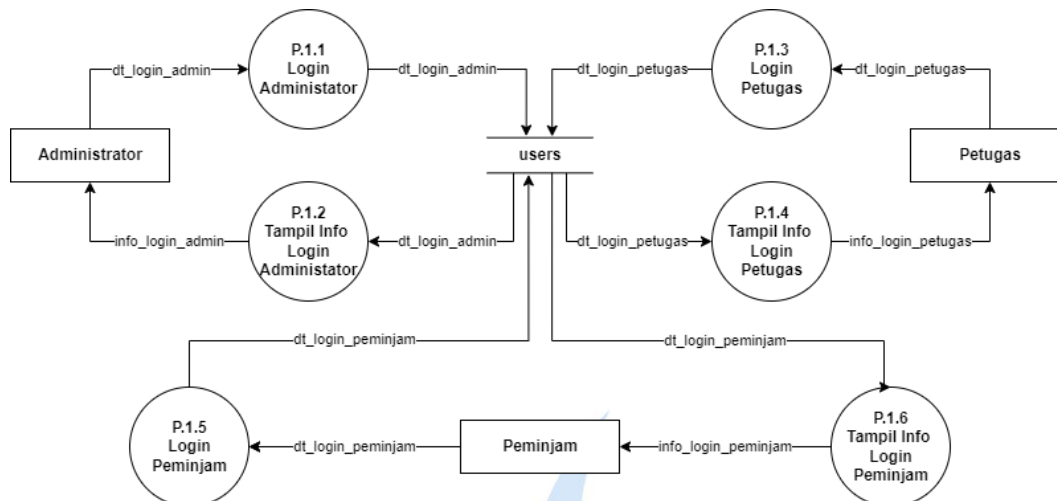 P.1.1
Login
Administator
P.1.3
Login
Petugas
dt_login_admin
dt_login_admin
dt_login_petugas
dt_login_petugas
Administrator
users
Petugas
P.1.2
Tampil Info
Login
Administator
P.1.4
Tampil Info
Login
Petugas
info_login_admin
dt_login_admin
dt_login_petugas
info_login_petugas
dt_login_peminjam
dt_login_peminjam
P.1.5
Login
Peminjam
dt_login_peminjam
Peminjam
info_login_peminjam
P.1.6
Tampil Info
Login
Peminjam